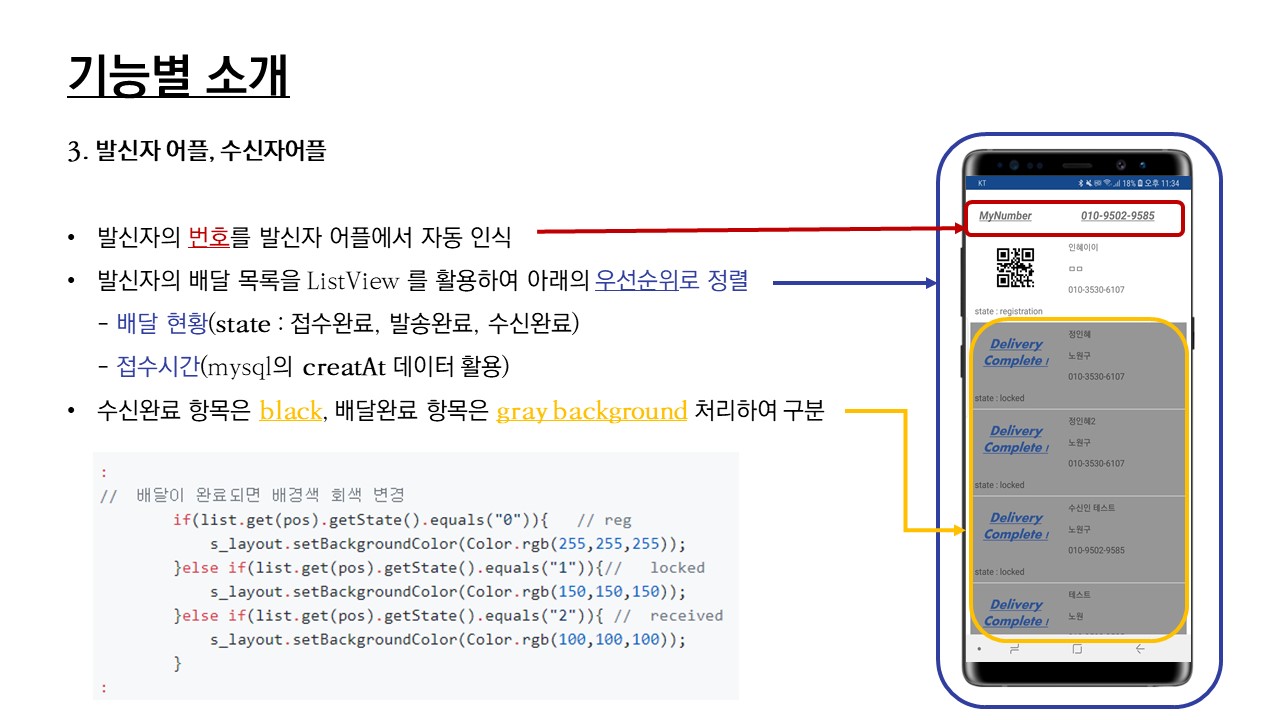 기능별 소개
3. 발신자 어플, 수신자어플
• 발신자의 번호를 발신자 어플에서 자동 인식
• 발신자의 배달 목록을 ListView 를 활용하여 아래의 우선순위로 정렬
- 배달 현황(state : 접수완료, 발송완료, 수신완료)
- 접수시간(mysql의 creatAt 데이터 활용)
• 수신완료 항목은 black, 배달완료 항목은 gray background 처리하여 구분
:
// 배달이 완료되면 배경색 회색 변경
if(list.get(pos).getState().equals("0")){ // reg
s_layout.setBackgroundColor(Color.rgb(255,255,255));
}else if(list.get(pos).getState().equals("1")){// locked
s_layout.setBackgroundColor(Color.rgb(150,150,150));
}else if(list.get(pos).getState().equals("2")){ // received
s_layout.setBackgroundColor(Color.rgb(100,100,100));
}
:
KT 18% 오후 11:34
MyNumber 010-9502-9585
인혜이이
ㅁㅁ
010-3530-6107
state : registration
정인혜
Delivery
Complete !
노원구
010-3530-6107
state : locked
정인혜2
Delivery
Complete !
노원구
010-3530-6107
state : locked
수신인 테스트
Delivery
Complete !
노원구
010-9502-9585
state : locked
테스트
Delivery
Complete !
노원